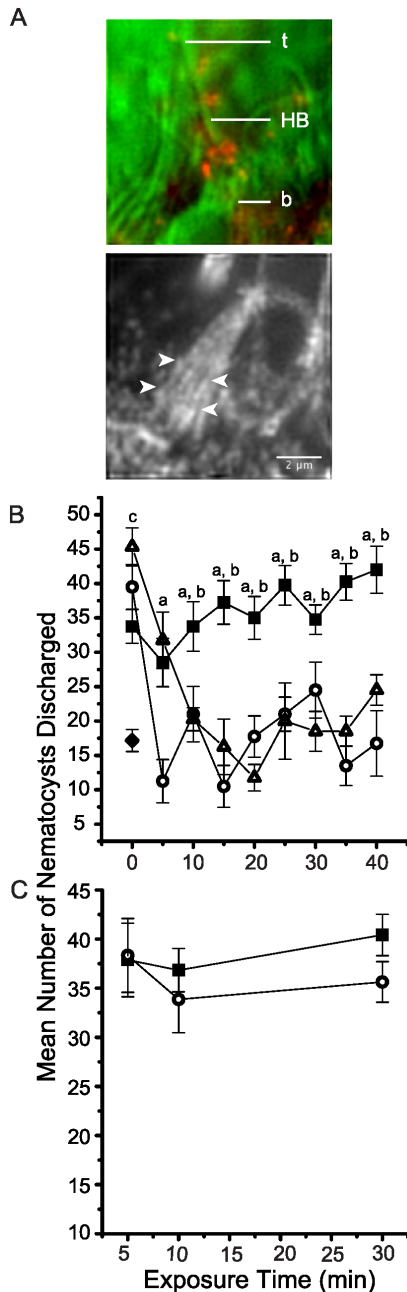 A
t
HB
b
2 µm
B
c
a
a, b
a, b
a, b
a, b
a, b
a, b
a, b
50
45
40
35
30
25
20
15
10
5
0
10
20
30
40
Mean Number of Nematocysts Discharged
C
45
40
35
30
25
20
15
10
5
10
15
20
25
30
Exposure Time (min)